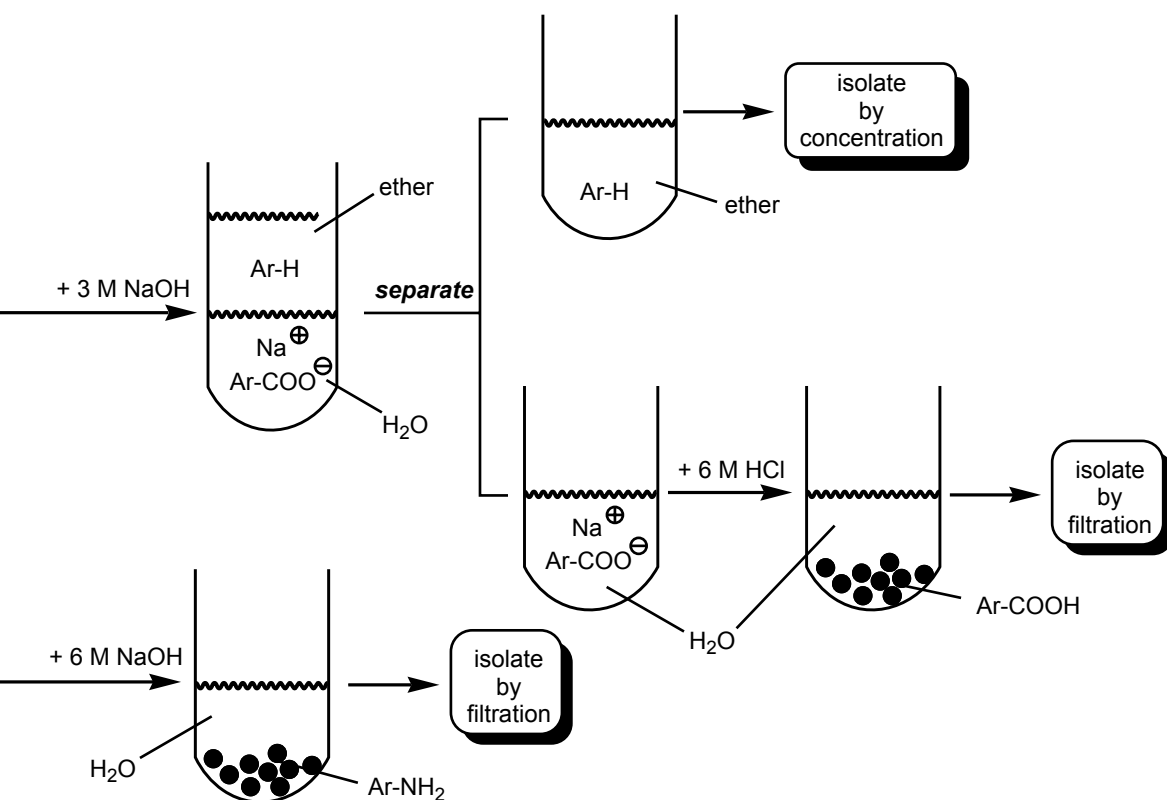 isolate
by
concentration
Ar-H
ether
ether
Ar-H
+ 3 M NaOH
separate
Na⊕
Ar-COO⊖
H₂O
+ 6 M HCl
isolate
by
filtration
Na⊕
Ar-COO⊖
Ar-COOH
H₂O
+ 6 M NaOH
isolate
by
filtration
H₂O
Ar-NH₂